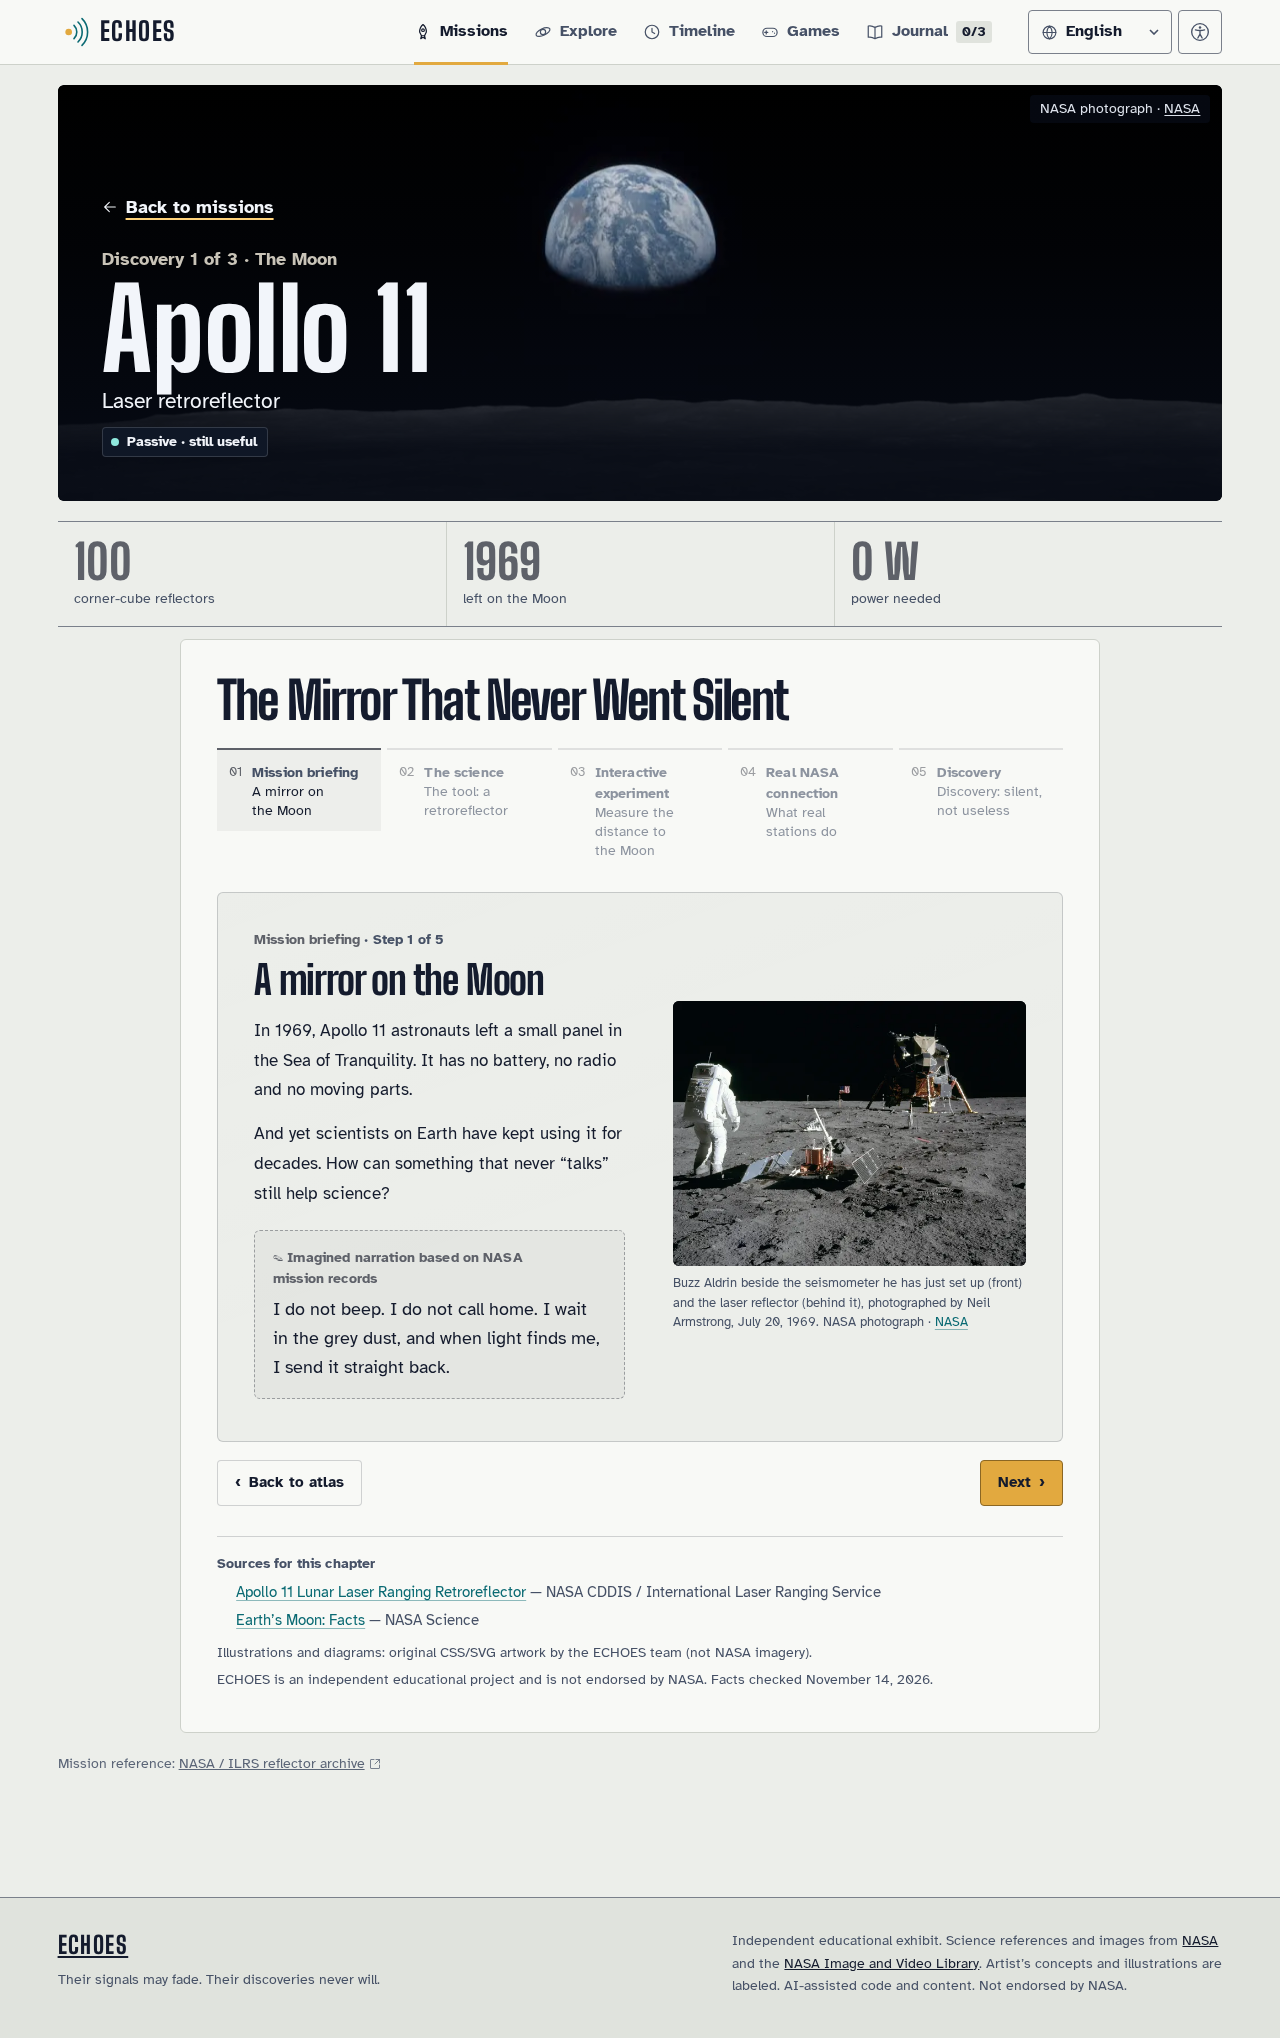 ECHOES
Missions
Explore
Timeline
Games
Journal 0/3
English
NASA photograph · NASA
← Back to missions
Discovery 1 of 3 · The Moon
Apollo 11
Laser retroreflector
Passive · still useful
100
corner-cube reflectors
1969
left on the Moon
0 W
power needed
The Mirror That Never Went Silent
01 Mission briefing
A mirror on
the Moon
02 The science
The tool: a
retroreflector
03 Interactive
experiment
Measure the
distance to
the Moon
04 Real NASA
connection
What real
stations do
05 Discovery
Discovery: silent,
not useless
Mission briefing · Step 1 of 5
A mirror on the Moon
In 1969, Apollo 11 astronauts left a small panel in
the Sea of Tranquility. It has no battery, no radio
and no moving parts.
And yet scientists on Earth have kept using it for
decades. How can something that never “talks”
still help science?
✎ Imagined narration based on NASA
mission records
I do not beep. I do not call home. I wait
in the grey dust, and when light finds me,
I send it straight back.
Buzz Aldrin beside the seismometer he has just set up (front)
and the laser reflector (behind it), photographed by Neil
Armstrong, July 20, 1969. NASA photograph · NASA
‹ Back to atlas
Next ›
Sources for this chapter
Apollo 11 Lunar Laser Ranging Retroreflector — NASA CDDIS / International Laser Ranging Service
Earth’s Moon: Facts — NASA Science
Illustrations and diagrams: original CSS/SVG artwork by the ECHOES team (not NASA imagery).
ECHOES is an independent educational project and is not endorsed by NASA. Facts checked November 14, 2026.
Mission reference: NASA / ILRS reflector archive
ECHOES
Their signals may fade. Their discoveries never will.
Independent educational exhibit. Science references and images from NASA
and the NASA Image and Video Library. Artist’s concepts and illustrations are
labeled. AI-assisted code and content. Not endorsed by NASA.